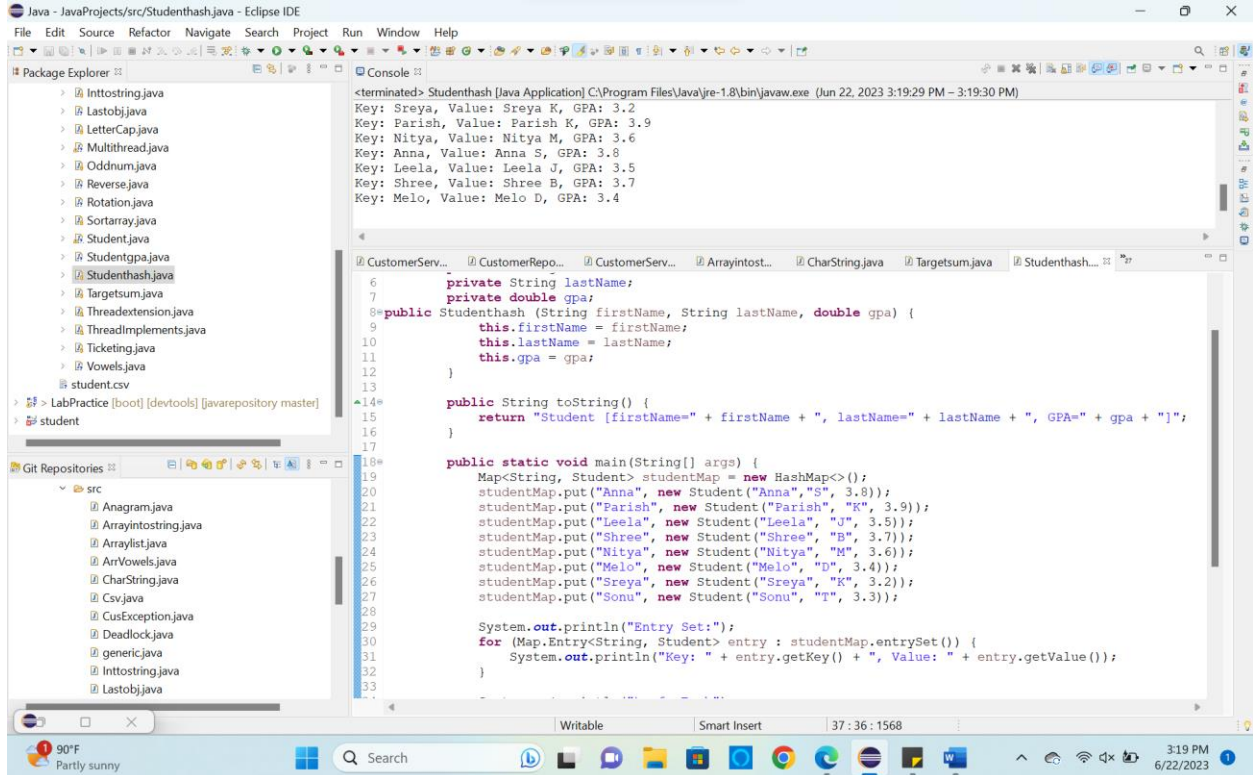 Java - JavaProjects/src/Studenthash.java - Eclipse IDE
File Edit Source Refactor Navigate Search Project Run Window Help
Package Explorer
Inttostring.java
Lastobj.java
LetterCap.java
Multithread.java
Oddnum.java
Reverse.java
Rotation.java
Sortarray.java
Student.java
Studentgpa.java
Studenthash.java
Targetsum.java
Threadextension.java
ThreadImplements.java
Ticketing.java
Vowels.java
student.csv
> LabPractice [boot] [devtools] [javarepository master]
student
Git Repositories
src
Anagram.java
Arrayintostring.java
Arraylist.java
ArrVowels.java
CharString.java
Csv.java
CusException.java
Deadlock.java
generic.java
Inttostring.java
Lastobj.java
Console
<terminated> Studenthash [Java Application] C:\Program Files\Java\jre-1.8\bin\javaw.exe (Jun 22, 2023 3:19:29 PM – 3:19:30 PM)
Key: Sreya, Value: Sreya K, GPA: 3.2
Key: Parish, Value: Parish K, GPA: 3.9
Key: Nitya, Value: Nitya M, GPA: 3.6
Key: Anna, Value: Anna S, GPA: 3.8
Key: Leela, Value: Leela J, GPA: 3.5
Key: Shree, Value: Shree B, GPA: 3.7
Key: Melo, Value: Melo D, GPA: 3.4
CustomerServ... CustomerRepo... CustomerServ... Arrayintost... CharString.java Targetsum.java Studenthash.... 27
6 private String lastName;
7 private double gpa;
8 public Studenthash (String firstName, String lastName, double gpa) {
9 this.firstName = firstName;
10 this.lastName = lastName;
11 this.gpa = gpa;
12 }
13
14 public String toString() {
15 return "Student [firstName=" + firstName + ", lastName=" + lastName + ", GPA=" + gpa + "]";
16 }
17
18 public static void main(String[] args) {
19 Map<String, Student> studentMap = new HashMap<>();
20 studentMap.put("Anna", new Student("Anna","S", 3.8));
21 studentMap.put("Parish", new Student("Parish", "K", 3.9));
22 studentMap.put("Leela", new Student("Leela", "J", 3.5));
23 studentMap.put("Shree", new Student("Shree", "B", 3.7));
24 studentMap.put("Nitya", new Student("Nitya", "M", 3.6));
25 studentMap.put("Melo", new Student("Melo", "D", 3.4));
26 studentMap.put("Sreya", new Student("Sreya", "K", 3.2));
27 studentMap.put("Sonu", new Student("Sonu", "T", 3.3));
28
29 System.out.println("Entry Set:");
30 for (Map.Entry<String, Student> entry : studentMap.entrySet()) {
31 System.out.println("Key: " + entry.getKey() + ", Value: " + entry.getValue());
32 }
33
Writable Smart Insert 37 : 36 : 1568
1 90°F
Partly sunny
Search
3:19 PM
6/22/2023
1